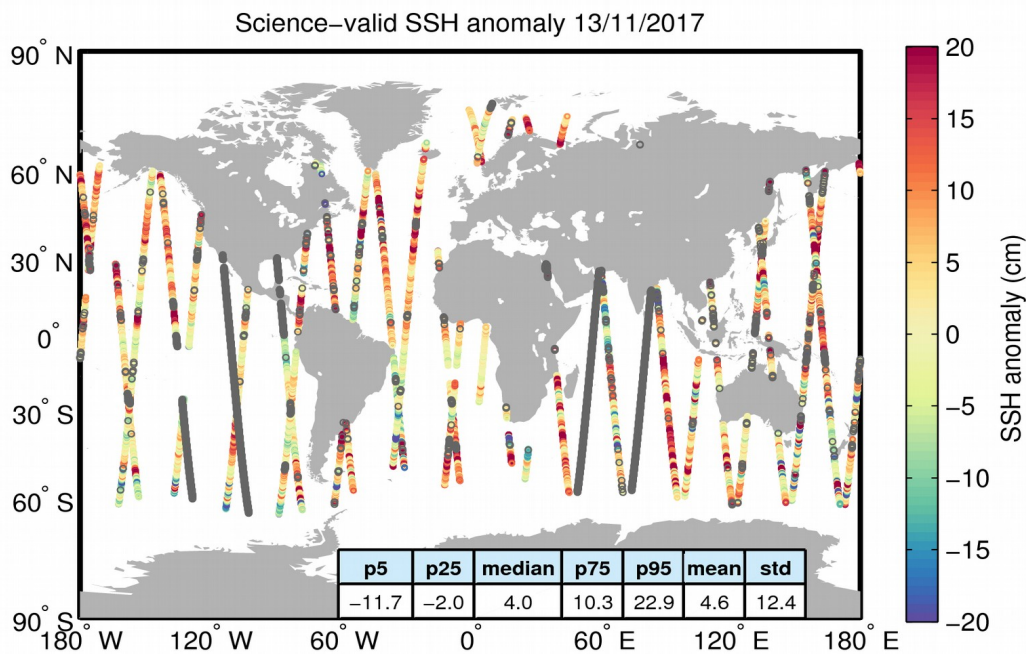 Science−valid SSH anomaly 13/11/2017
90° N
60° N
30° N
0°
30° S
60° S
90° S
180° W
120° W
60° W
0°
60° E
120° E
180° E
p5 p25 median p75 p95 mean std
−11.7 −2.0 4.0 10.3 22.9 4.6 12.4
20
15
10
5
0
−5
−10
−15
−20
SSH anomaly (cm)